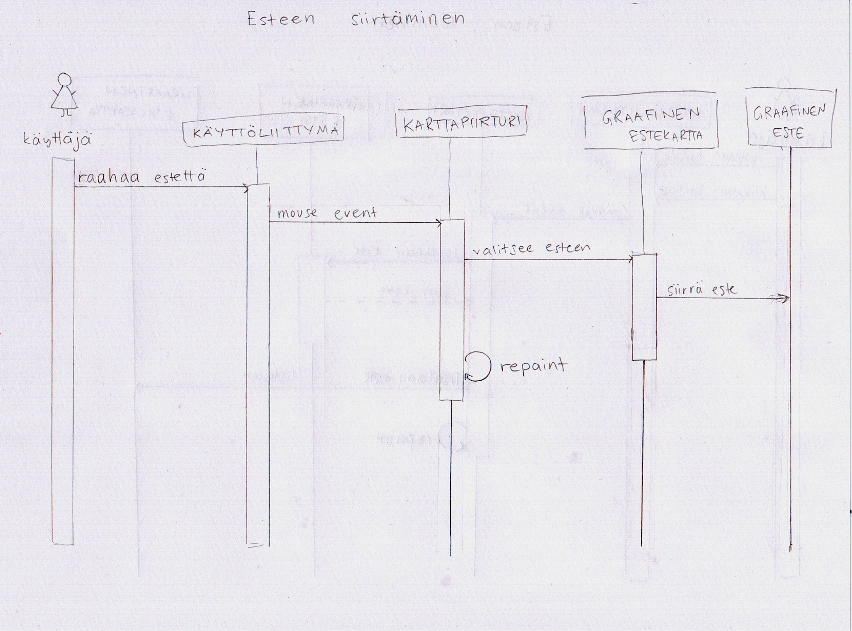 Esteen siirtäminen
käyttäjä
KÄYTTÖLIITTYMÄ
KARTTAPIIRTURI
GRAAFINEN
ESTEKARTTA
GRAAFINEN
ESTE
raahaa estettä
mouse event
valitsee esteen
siirrä este
repaint